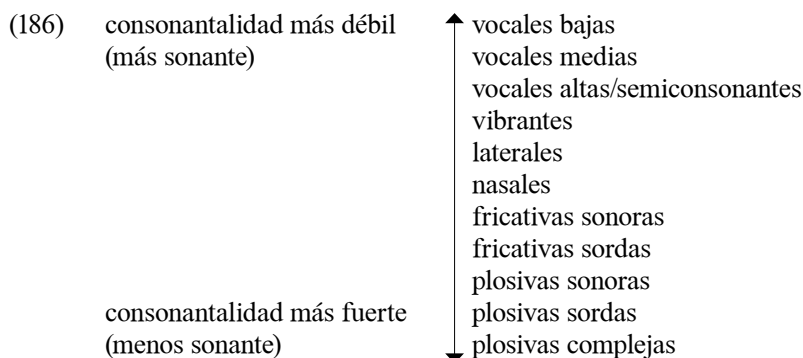 (186) consonantalidad más débil vocales bajas
(más sonante) vocales medias
vocales altas/semiconsonantes
vibrantes
laterales
nasales
fricativas sonoras
fricativas sordas
plosivas sonoras
consonantalidad más fuerte plosivas sordas
(menos sonante) plosivas complejas